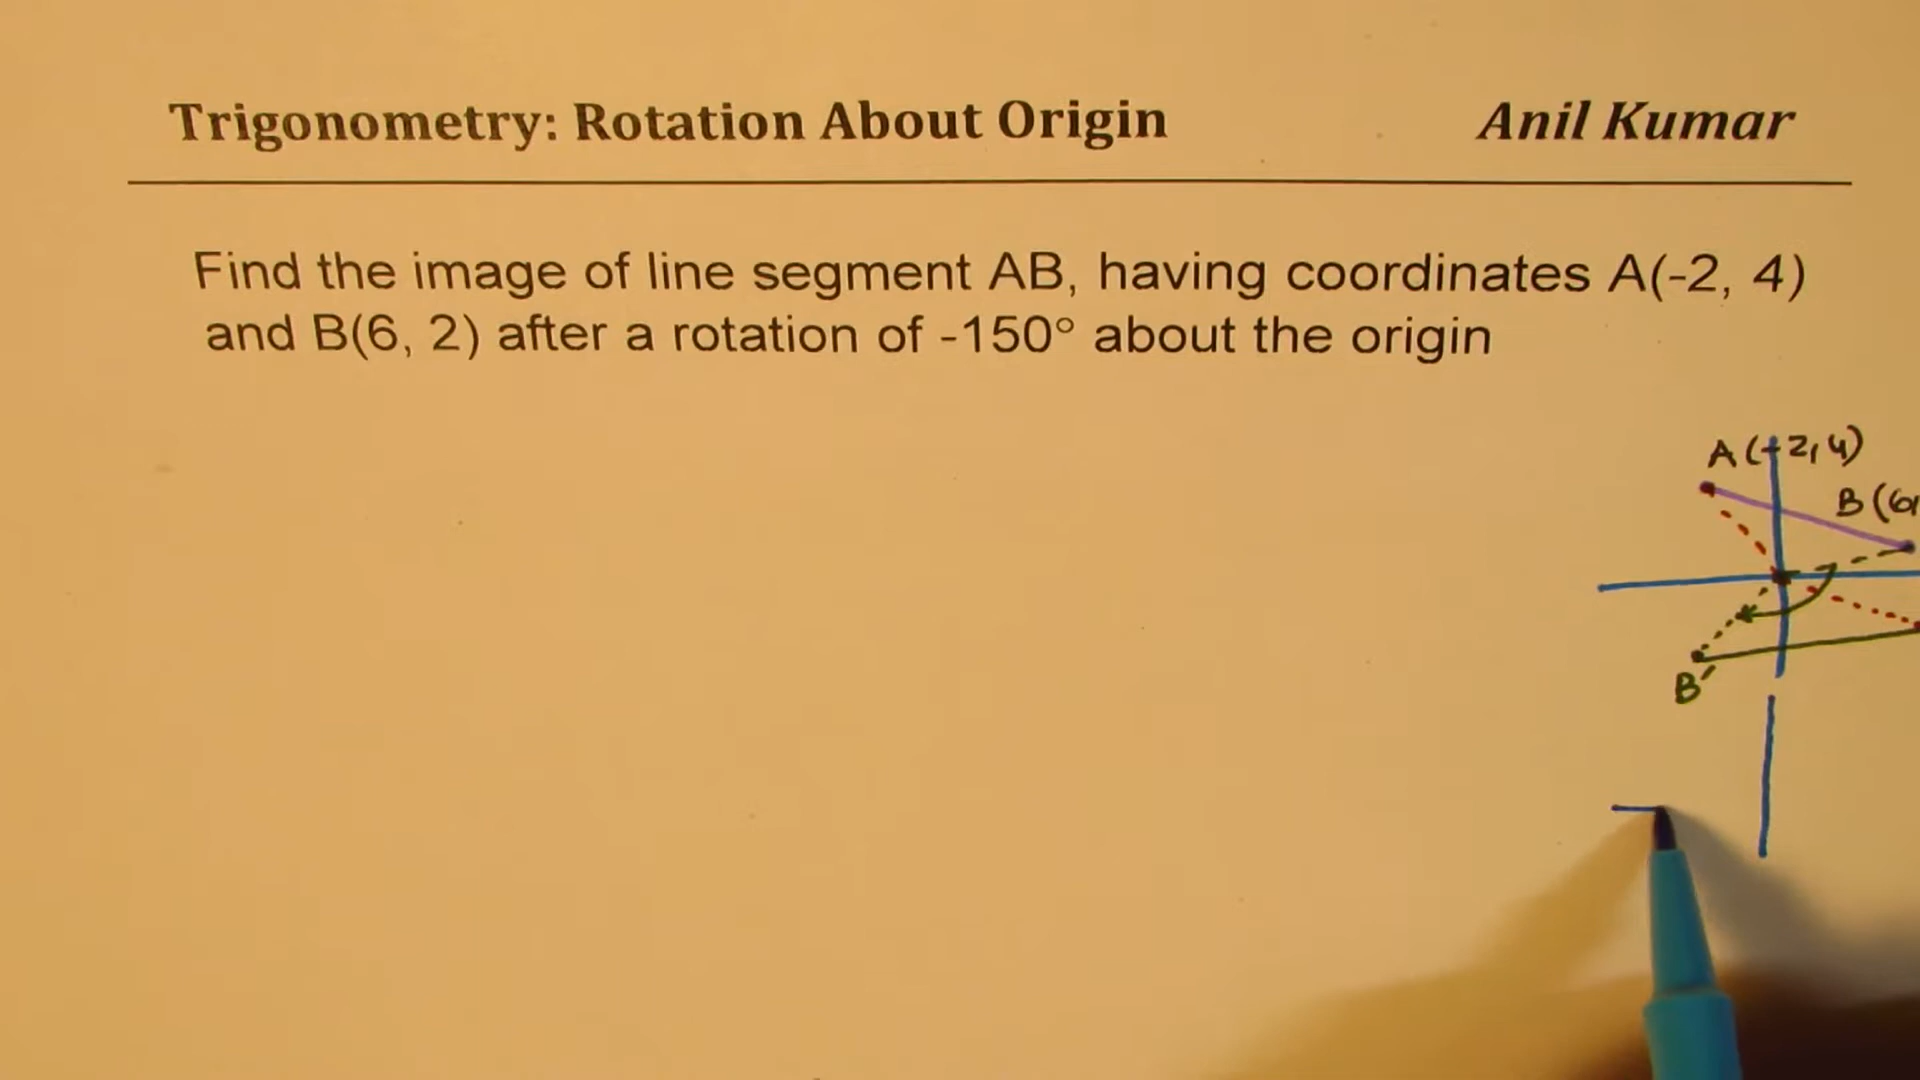 Trigonometry: Rotation About Origin Anil Kumar
Find the image of line segment AB, having coordinates A(-2, 4)
and B(6, 2) after a rotation of -150° about the origin
A (-2, 4)
B (6,
B'